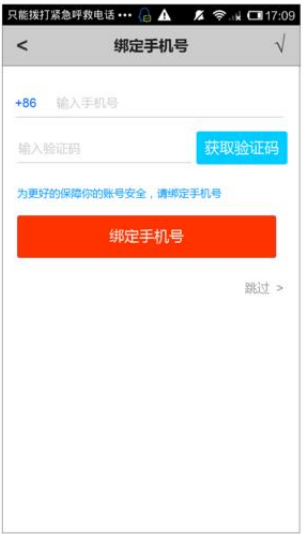 只能拨打紧急呼救电话 ••• 17:09
< 绑定手机号 √
+86 输入手机号
输入验证码 获取验证码
为更好的保障你的账号安全，请绑定手机号
绑定手机号
跳过 >